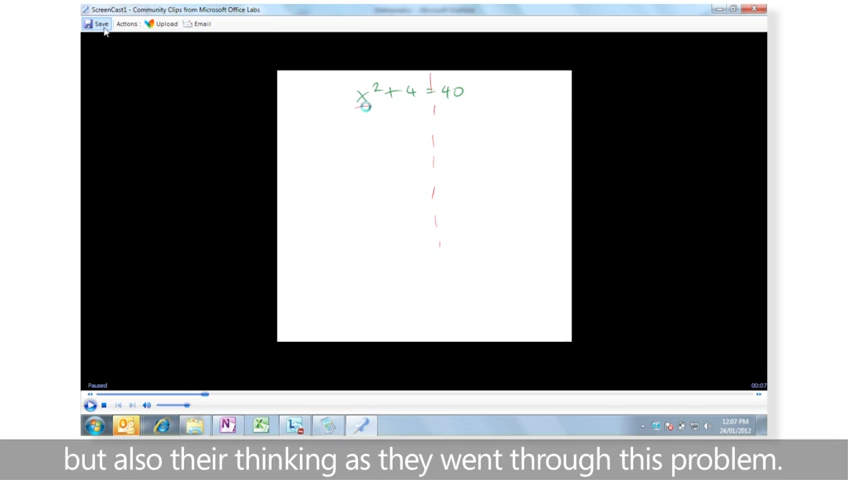 ScreenCast1 - Community Clips from Microsoft Office Labs
Save Actions : Upload Email
x² + 4 = 40
Paused
00:07
12:07 PM
24/01/2012
but also their thinking as they went through this problem.